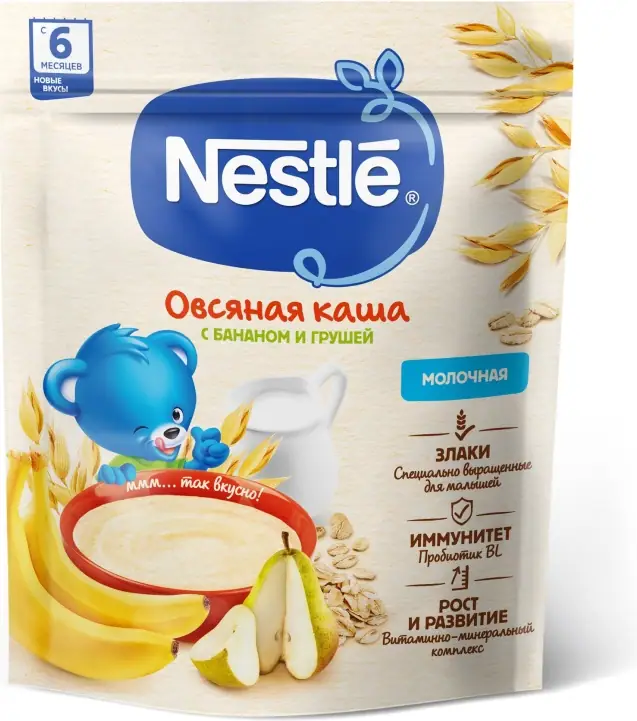 с 6
МЕСЯЦЕВ
НОВЫЕ
ВКУСЫ
Nestlé®
Овсяная каша
С БАНАНОМ И ГРУШЕЙ
МОЛОЧНАЯ
ЗЛАКИ
Специально выращенные
для малышей
ммм... так вкусно!
ИММУНИТЕТ
Пробиотик BL
РОСТ
И РАЗВИТИЕ
Витаминно-минеральный
комплекс